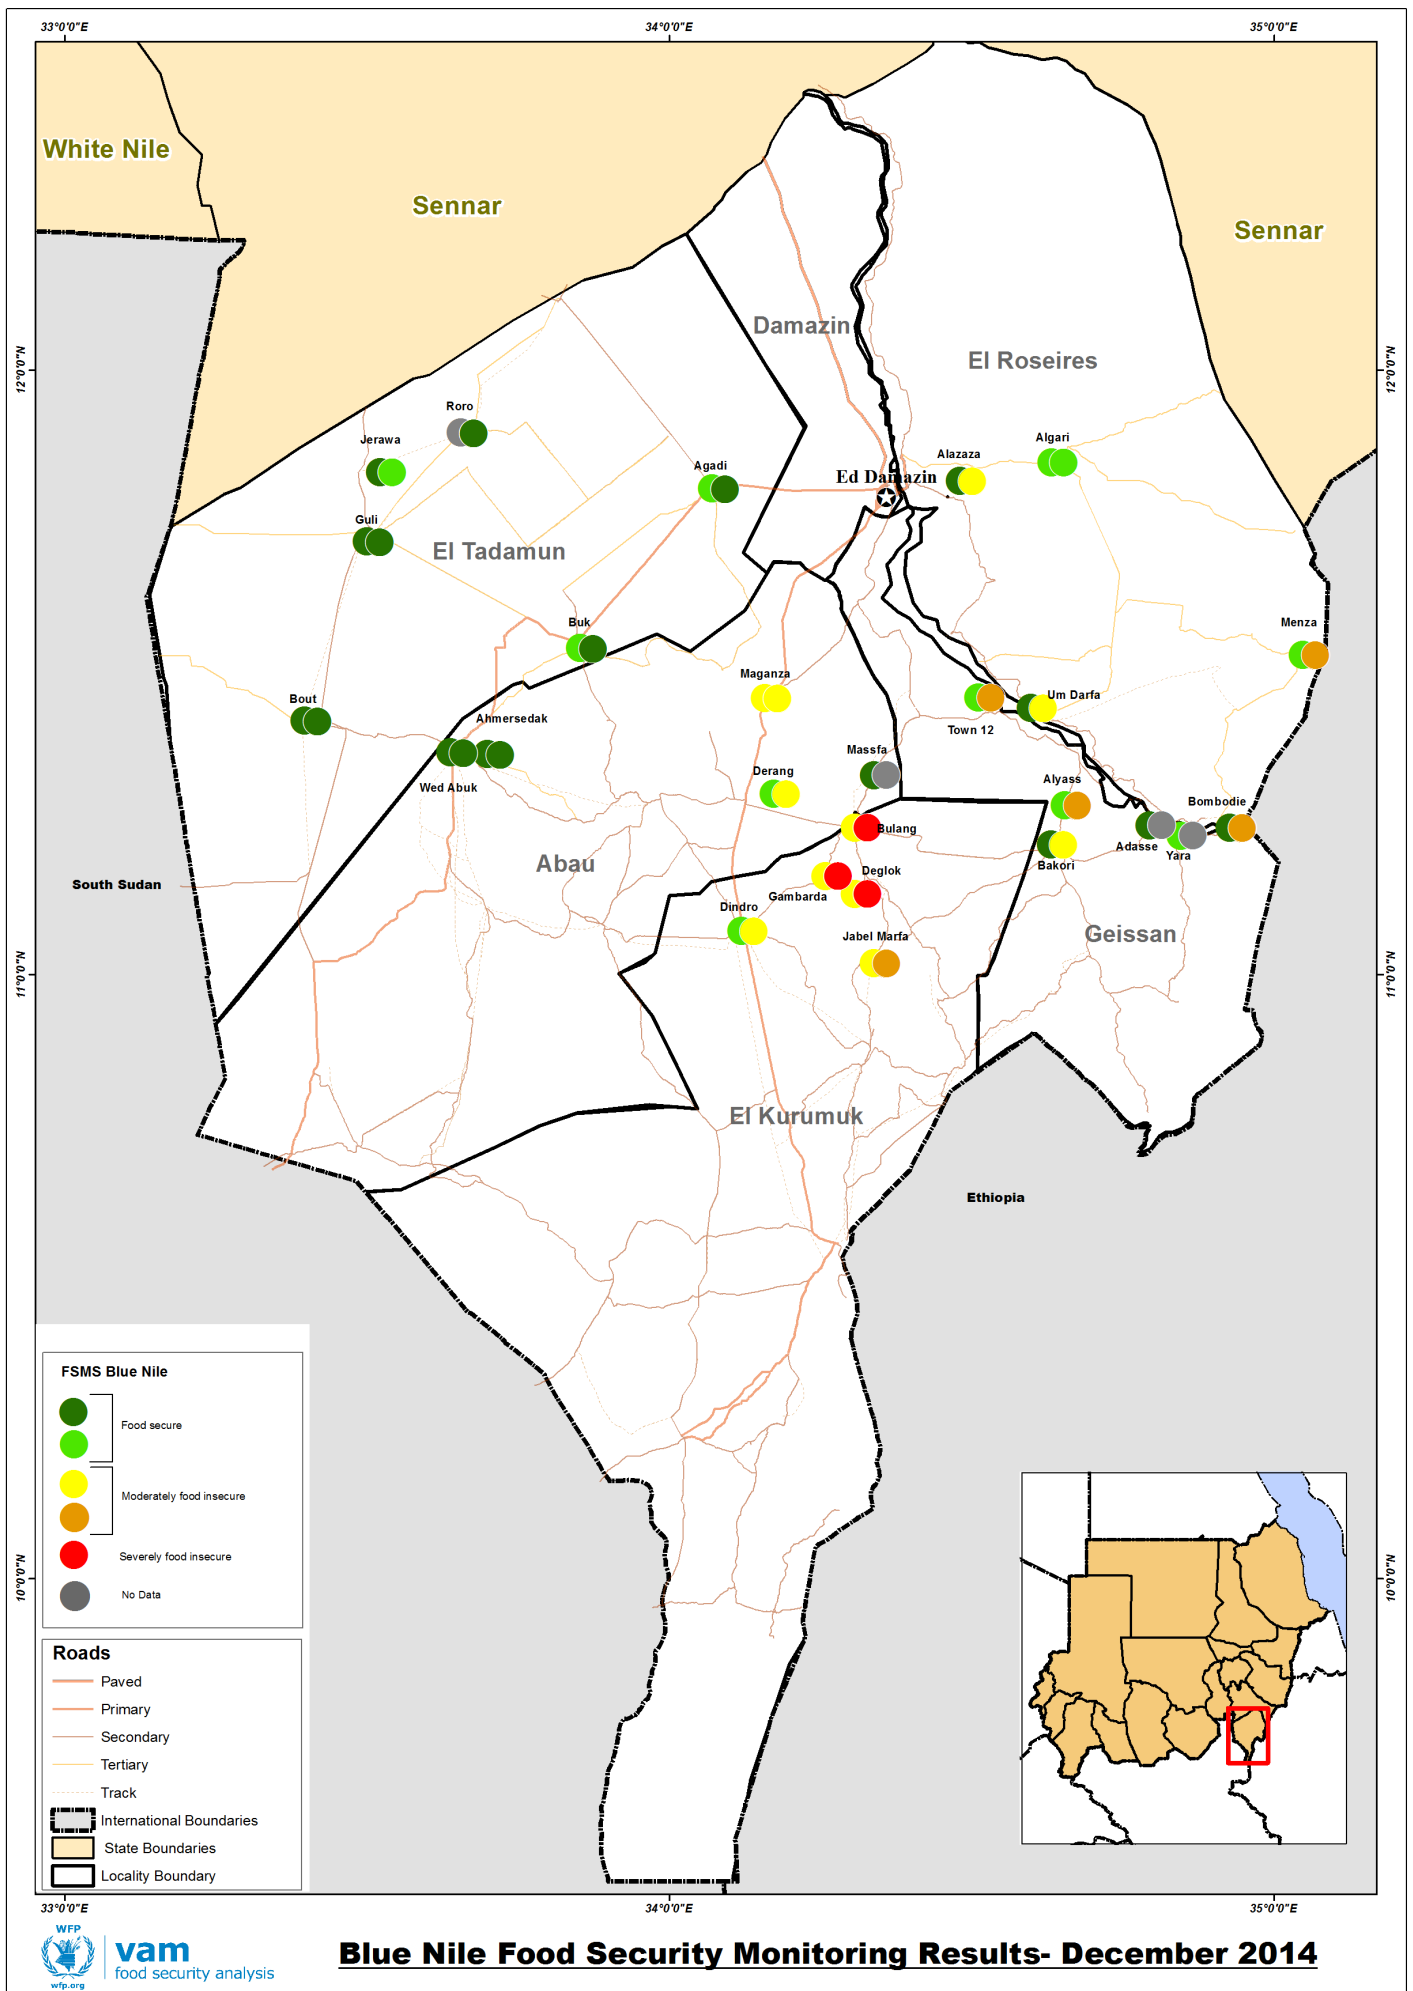 33°0'0"E
34°0'0"E
35°0'0"E
White Nile
Sennar
Sennar
Damazin
El Roseires
12°0'0"N
12°0'0"N
Roro
Jerawa
Algari
Alazaza
Agadi
Ed Damazin
Guli
El Tadamun
Buk
Menza
Maganza
Um Darfa
Bout
Ahmersedak
Town 12
Massfa
Derang
Alyass
Wed Abuk
Bombodie
Bulang
Adasse
Yara
Abau
Bakori
Deglok
South Sudan
Gambarda
Dindro
Geissan
Jabel Marfa
11°0'0"N
11°0'0"N
El Kurumuk
Ethiopia
FSMS Blue Nile
Food secure
Moderately food insecure
Severely food insecure
No Data
10°0'0"N
10°0'0"N
Roads
Paved
Primary
Secondary
Tertiary
Track
International Boundaries
State Boundaries
Locality Boundary
33°0'0"E
34°0'0"E
35°0'0"E
WFP
wfp.org
vam
food security analysis
Blue Nile Food Security Monitoring Results- December 2014